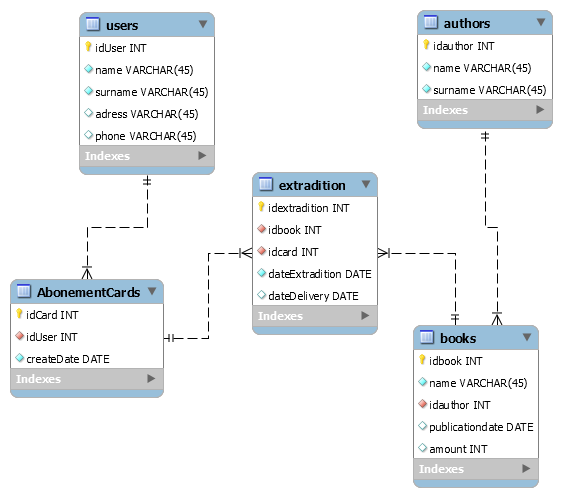 users
idUser INT
name VARCHAR(45)
surname VARCHAR(45)
adress VARCHAR(45)
phone VARCHAR(45)
Indexes
authors
idauthor INT
name VARCHAR(45)
surname VARCHAR(45)
Indexes
extradition
idextradition INT
idbook INT
idcard INT
dateExtradition DATE
dateDelivery DATE
Indexes
AbonementCards
idCard INT
idUser INT
createDate DATE
Indexes
books
idbook INT
name VARCHAR(45)
idauthor INT
publicationdate DATE
amount INT
Indexes